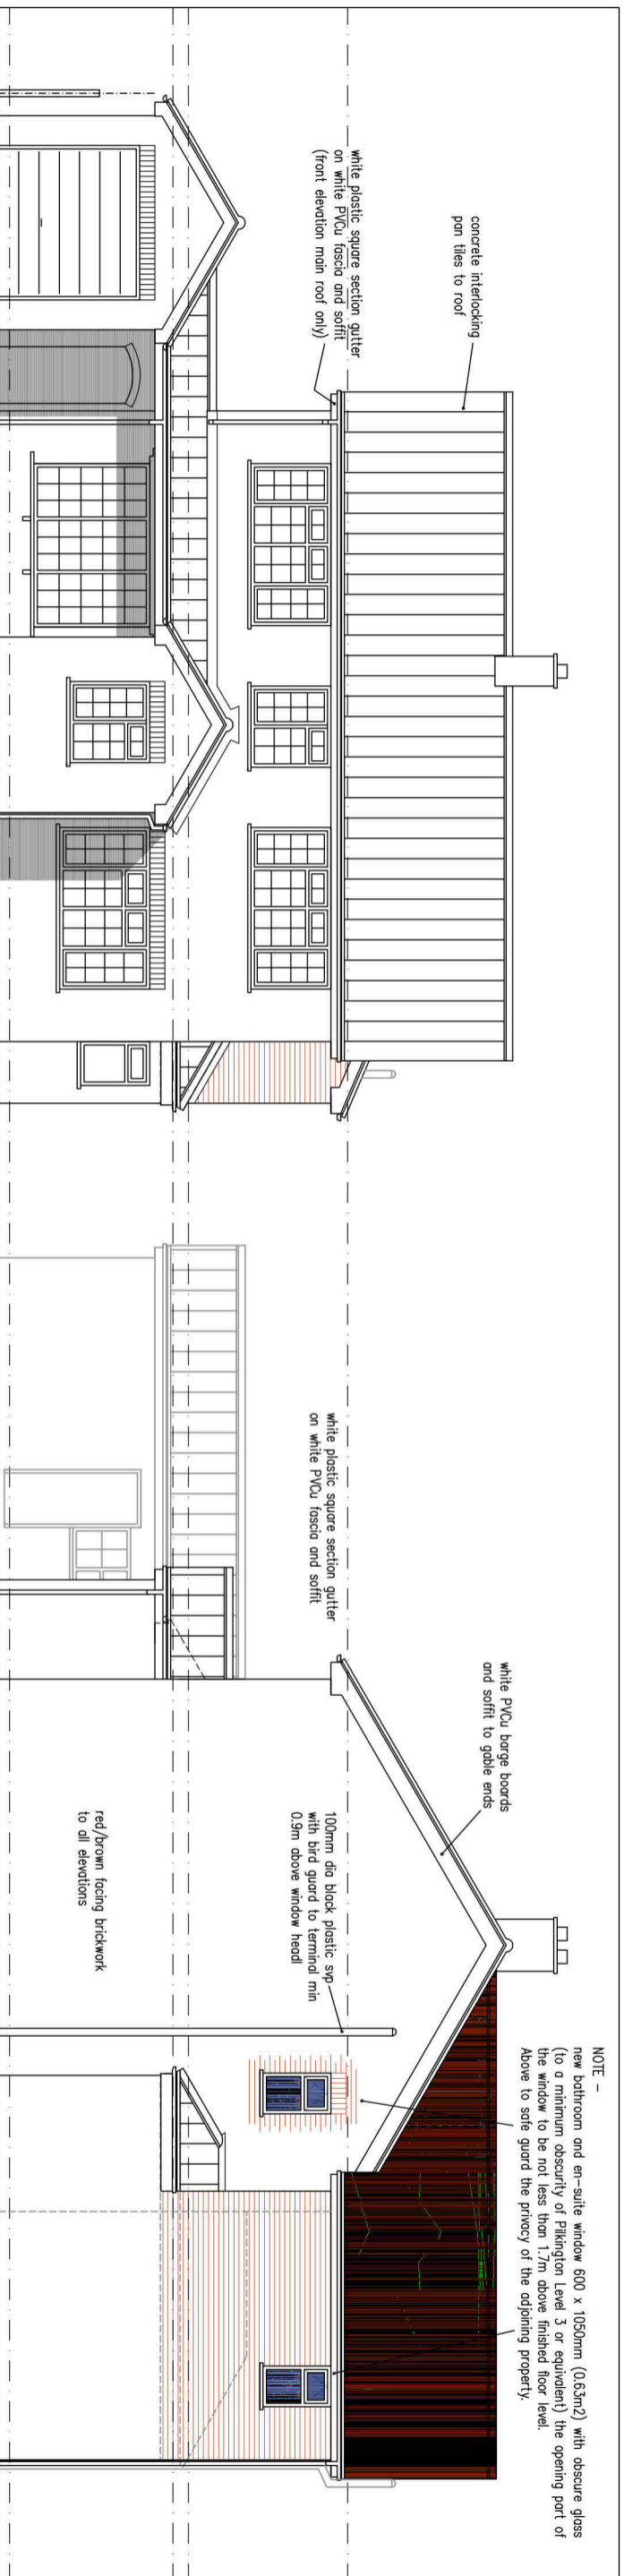 concrete interlocking
pan tiles to roof
white plastic square section gutter
on white PVCu fascia and soffit
(front elevation main roof only)
white plastic square section gutter
on white PVCu fascia and soffit
white PVCu barge boards
and soffit to gable ends
100mm dia black plastic svp
with bird guard to terminal min
0.9m above window headl
red/brown facing brickwork
to all elevations
NOTE –
new bathroom and en-suite window 600 x 1050mm (0.63m2) with obscure glass
(to a minimum obscurity of Pilkington Level 3 or equivalent) the opening part of
the window to be not less than 1.7m above finished floor level.
Above to safe guard the privacy of the adjoining property.